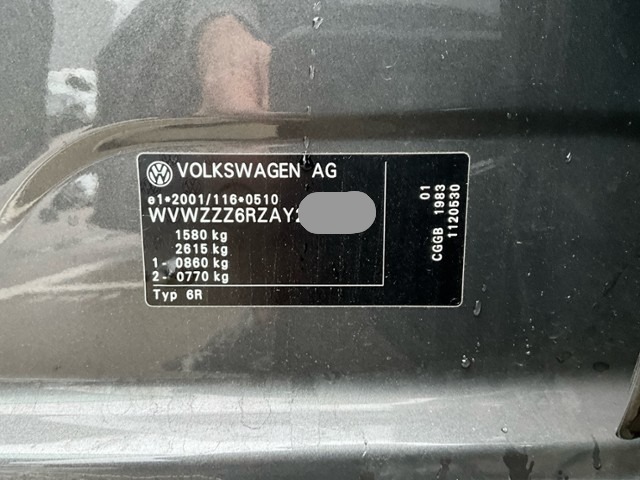 VOLKSWAGEN AG
e1*2001/116*0510
WVWZZZ6RZAY
1580 kg
2615 kg
1- 0860 kg
2- 0770 kg
Typ 6R
01
CGGB 1983
1120530